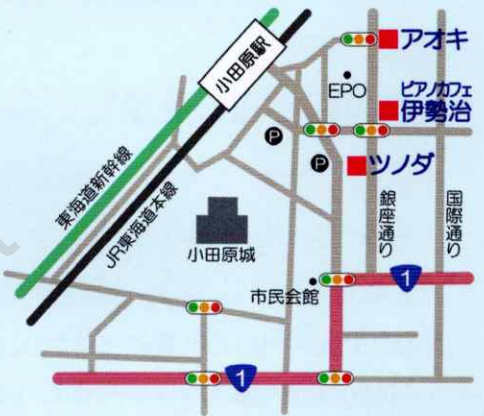 小田原駅
アオキ
EPO
ピアノカフェ
伊勢治
P
P
ツノダ
東海道新幹線
JR東海道本線
小田原城
銀座通り
国際通り
市民会館
1
1